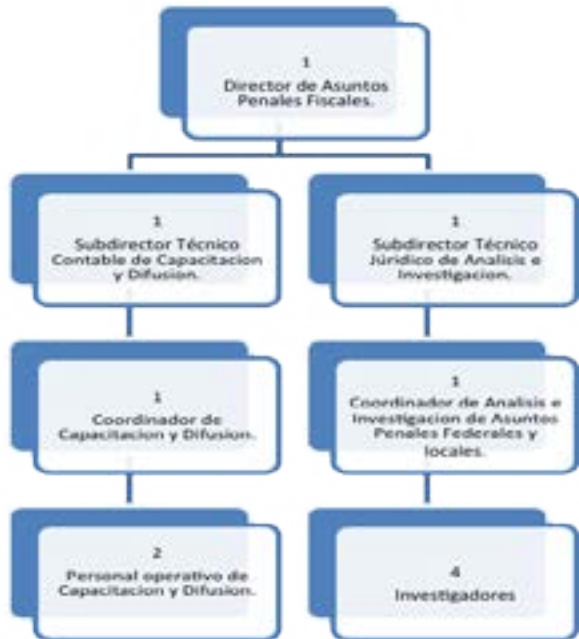 1
Director de Asuntos
Penales Fiscales.
1
Subdirector Técnico
Contable de Capacitacion
y Difusion.
1
Subdirector Técnico
Júridico de Analisis e
Investigacion.
1
Coordinador de
Capacitacion y Difusion.
1
Coordinador de Analisis e
Investigacion de Asuntos
Penales Federales y
locales.
2
Personal operativo de
Capacitacion y Difusion.
4
Investigadores